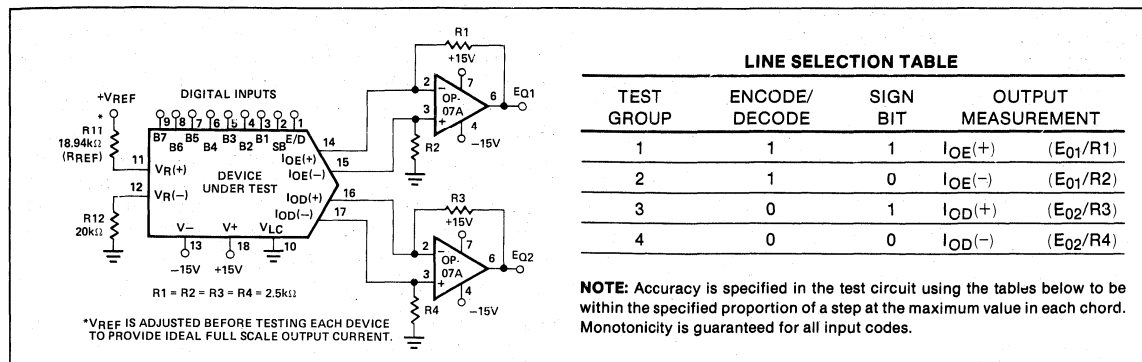 R1
+15V
2
7
−
OP-
07A
6
EO1
3
+
4
−15V
R2
+VREF
DIGITAL INPUTS
*
R11
18.94kΩ
(RREF)
9 8 7 6 5 4 3 2 1
B7 B6 B5 B4 B3 B2 B1 SB E/D
14
IOE(+)
15
IOE(−)
11
VR(+)
DEVICE
UNDER TEST
16
IOD(+)
17
IOD(−)
12
VR(−)
R12
20kΩ
V− V+ VLC
13 18 10
−15V +15V
R3
+15V
2
7
−
OP-
07A
6
EO2
3
+
4
−15V
R4
R1 = R2 = R3 = R4 = 2.5kΩ
*VREF IS ADJUSTED BEFORE TESTING EACH DEVICE
TO PROVIDE IDEAL FULL SCALE OUTPUT CURRENT.
LINE SELECTION TABLE
TEST GROUP ENCODE/ DECODE SIGN BIT OUTPUT MEASUREMENT
1 1 1 IOE(+) (E01/R1)
2 1 0 IOE(−) (E01/R2)
3 0 1 IOD(+) (E02/R3)
4 0 0 IOD(−) (E02/R4)
NOTE: Accuracy is specified in the test circuit using the tables below to be
within the specified proportion of a step at the maximum value in each chord.
Monotonicity is guaranteed for all input codes.